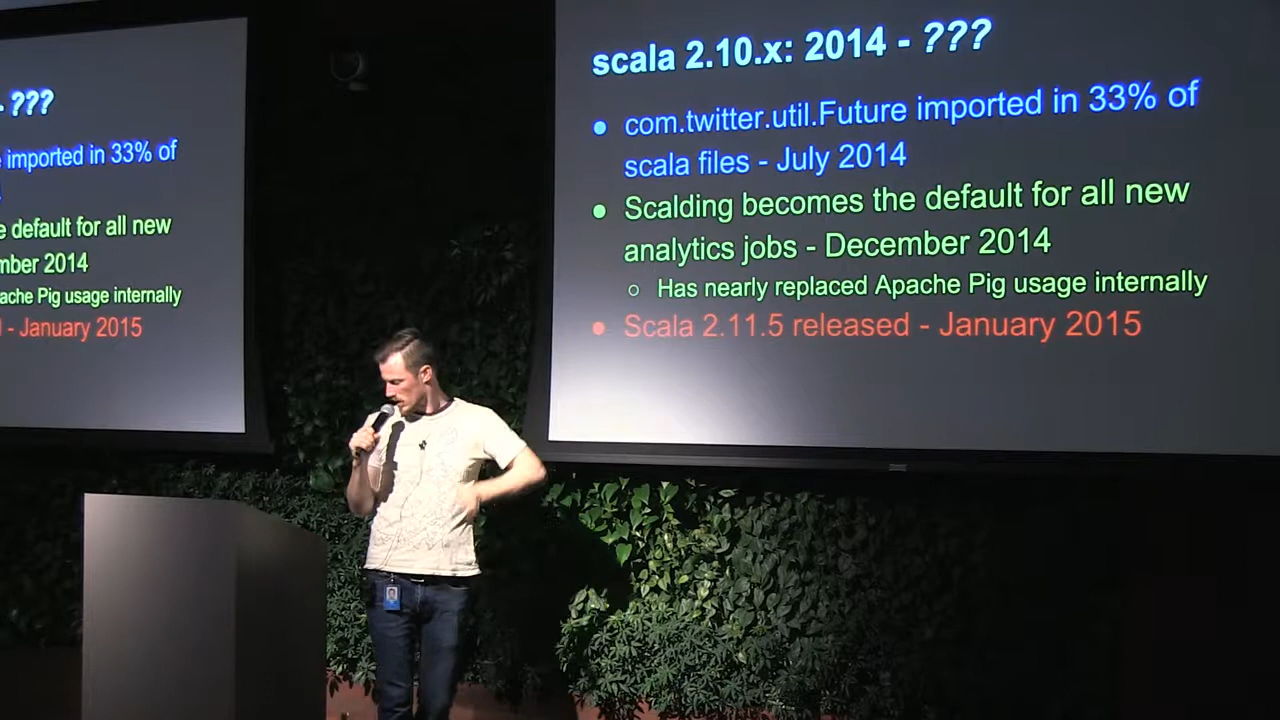 - ???
imported in 33% of
e default for all new
mber 2014
ache Pig usage internally
- January 2015
scala 2.10.x: 2014 - ???
• com.twitter.util.Future imported in 33% of
scala files - July 2014
• Scalding becomes the default for all new
analytics jobs - December 2014
○ Has nearly replaced Apache Pig usage internally
• Scala 2.11.5 released - January 2015